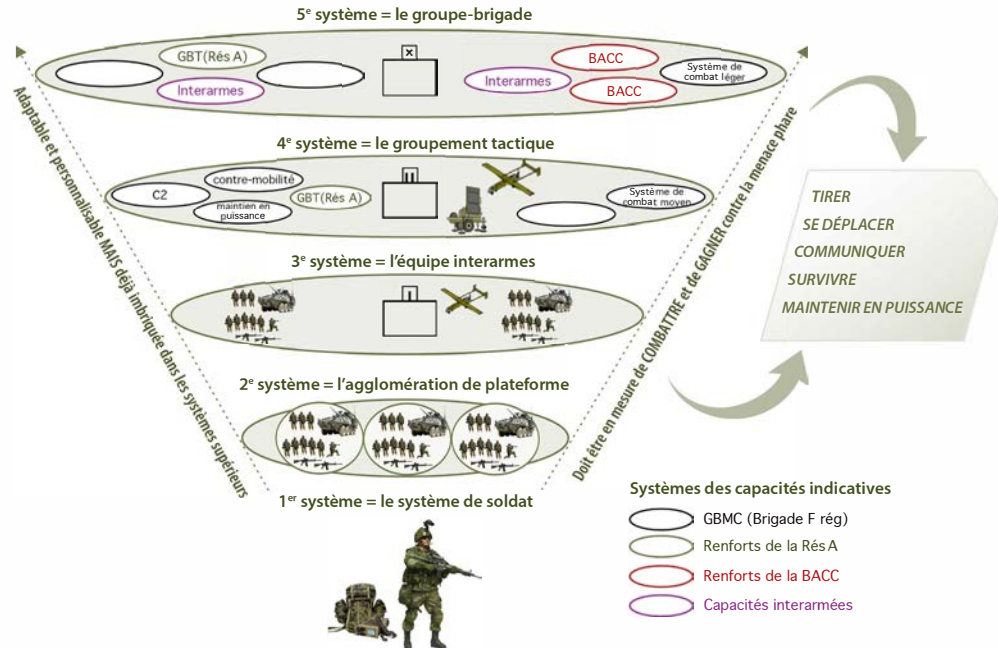 5e système = le groupe-brigade
GBT(Rés A)
Interarmes
x
Interarmes
BACC
BACC
Système de
combat léger
Adaptable et personnalisable MAIS déjà imbriquée dans les systèmes supérieurs
Doit être en mesure de COMBATTRE et de GAGNER contre la menace phare
4e système = le groupement tactique
C2
contre-mobilité
maintien en
puissance
GBT(Rés A)
II
Système de
combat moyen
3e système = l'équipe interarmes
I
2e système = l'agglomération de plateforme
1er système = le système de soldat
TIRER
SE DÉPLACER
COMMUNIQUER
SURVIVRE
MAINTENIR EN PUISSANCE
Systèmes des capacités indicatives
GBMC (Brigade F rég)
Renforts de la Rés A
Renforts de la BACC
Capacités interarmées